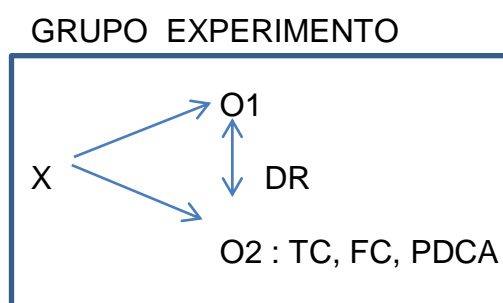 GRUPO EXPERIMENTO
O1
X
DR
O2 : TC, FC, PDCA